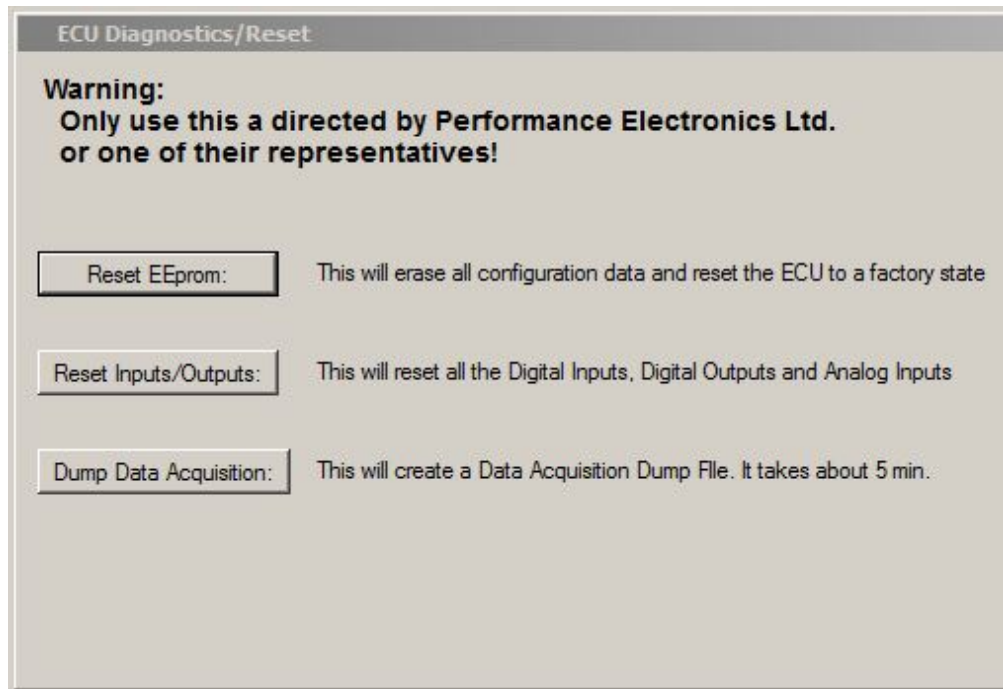 ECU Diagnostics/Reset
Warning:
Only use this a directed by Performance Electronics Ltd.
or one of their representatives!
Reset EEprom: This will erase all configuration data and reset the ECU to a factory state
Reset Inputs/Outputs: This will reset all the Digital Inputs, Digital Outputs and Analog Inputs
Dump Data Acquisition: This will create a Data Acquisition Dump FIle. It takes about 5 min.